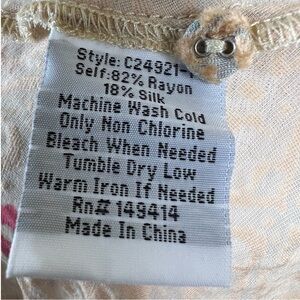 Style: C24921-
Self:82% Rayon
18% Silk
Machine Wash Cold
Only Non Chlorine
Bleach When Needed
Tumble Dry Low
Warm Iron If Needed
Rn# 149414
Made In China